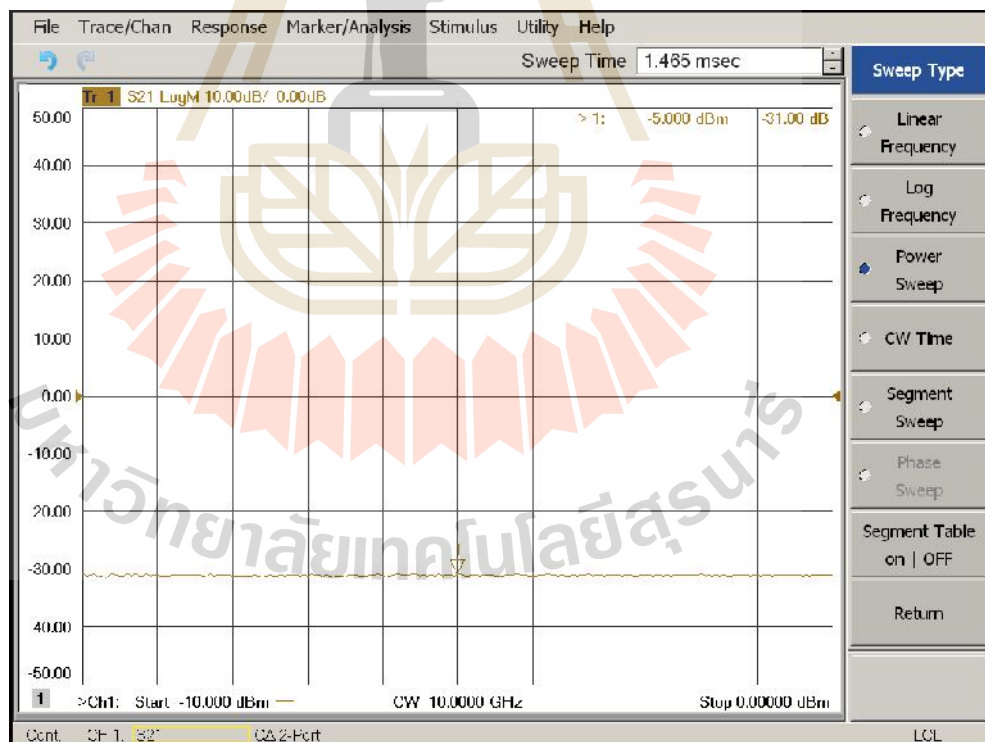 File Trace/Chan Response Marker/Analysis Stimulus Utility Help
Sweep Time 1.465 msec
Sweep Type
Tr 1 S21 LogM 10.00dB/ 0.00dB
> 1: -5.000 dBm -31.00 dB
50.00
40.00
30.00
20.00
10.00
0.00
-10.00
20.00
-30.00
40.00
-50.00
Linear Frequency
Log Frequency
Power Sweep
CW Time
Segment Sweep
Phase Sweep
Segment Table on | OFF
Return
มหาวิทยาลัยเทคโนโลยีสุรนารี
1 >Ch1: Start -10.000 dBm — CW 10.0000 GHz Stop 0.00000 dBm
Cont. CH 1: S21 CA 2-Port LCL